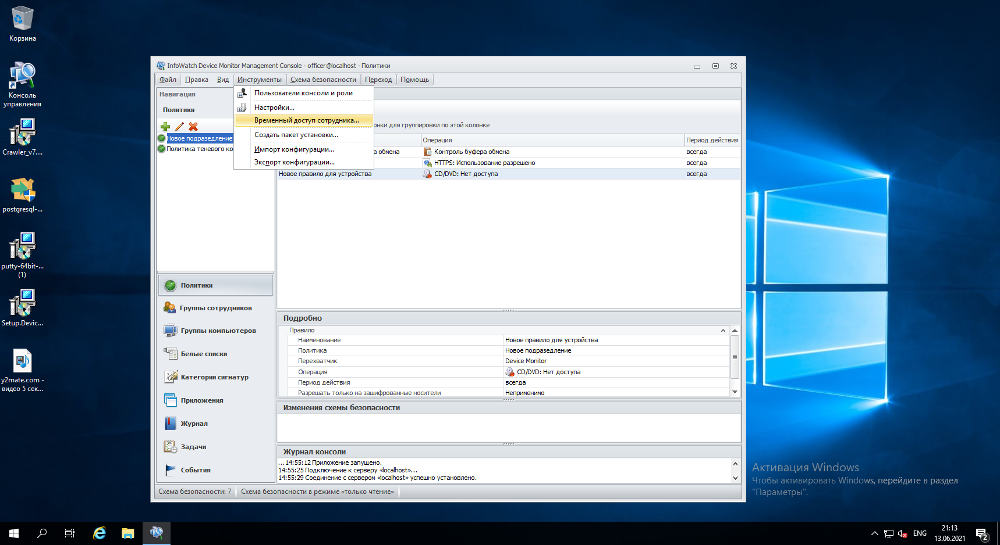 Корзина
Консоль
управления
Crawler_v7....
postgresql-...
putty-64bit-...
(1)
Setup.Devic...
y2mate.com -
видео 5 сек...
InfoWatch Device Monitor Management Console - officer@localhost - Политики
Файл Правка Вид Инструменты Схема безопасности Переход Помощь
Навигация
Политики
Новое подразедление
Политика теневого ко
Пользователи консоли и роли
Настройки...
Временный доступ сотрудника...
Создать пакет установки...
Импорт конфигурации...
Экспорт конфигурации...
онки для группировки по этой колонке
Операция Период действия
ра обмена Контроль буфера обмена всегда
HTTPS: Использование разрешено всегда
Новое правило для устройства CD/DVD: Нет доступа всегда
Политики
Группы сотрудников
Группы компьютеров
Белые списки
Категории сигнатур
Приложения
Журнал
Задачи
События
Подробно
Правило
Наименование Новое правило для устройства
Политика Новое подразедление
Перехватчик Device Monitor
Операция CD/DVD: Нет доступа
Период действия всегда
Разрешать только на зашифрованные носители Неприменимо
Изменения схемы безопасности
Журнал консоли
...14:55:12 Приложение запущено.
14:55:25 Подключение к серверу «localhost»...
14:55:29 Соединение с сервером «localhost» успешно установлено.
Схема безопасности: 7 Схема безопасности в режиме «только чтение»
Активация Windows
Чтобы активировать Windows, перейдите в раздел
"Параметры".
ENG
21:13
13.06.2021
2